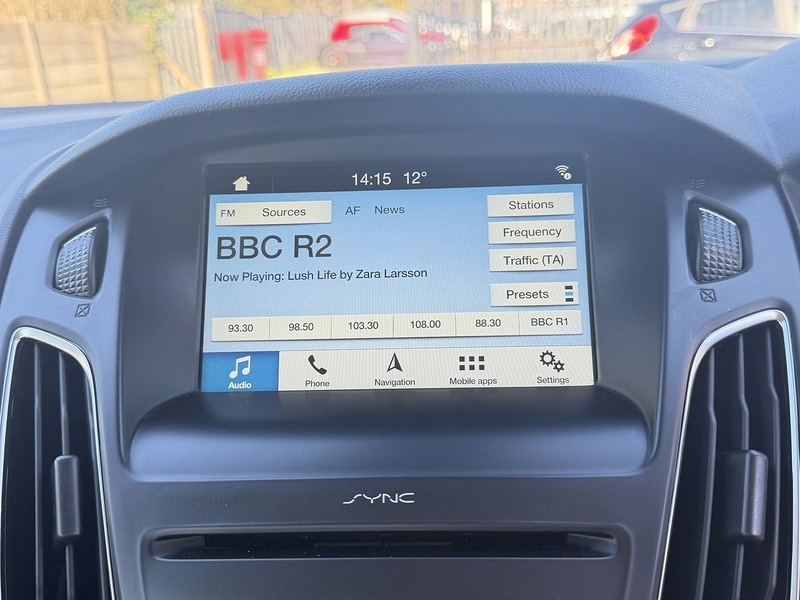 14:15 12°
FM Sources AF News Stations
BBC R2
Frequency
Now Playing: Lush Life by Zara Larsson
Traffic (TA)
Presets
93.30 98.50 103.30 108.00 88.30 BBC R1
Audio Phone Navigation Mobile apps Settings
SYNC